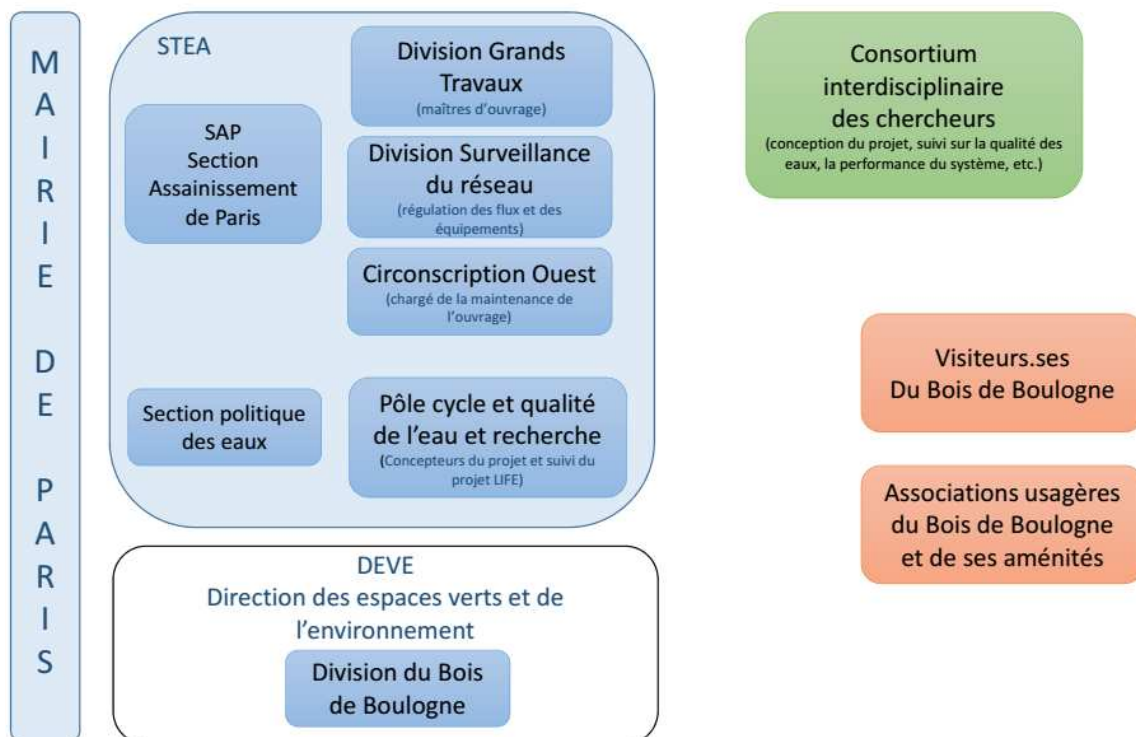 MAIRIE DE PARIS
STEA
SAP
Section
Assainissement
de Paris
Division Grands
Travaux
(maîtres d'ouvrage)
Division Surveillance
du réseau
(régulation des flux et des
équipements)
Circonscription Ouest
(chargé de la maintenance de
l'ouvrage)
Section politique
des eaux
Pôle cycle et qualité
de l'eau et recherche
(Concepteurs du projet et suivi du
projet LIFE)
DEVE
Direction des espaces verts et de
l'environnement
Division du Bois
de Boulogne
Consortium
interdisciplinaire
des chercheurs
(conception du projet, suivi sur la qualité des
eaux, la performance du système, etc.)
Visiteurs.ses
Du Bois de Boulogne
Associations usagères
du Bois de Boulogne
et de ses aménités